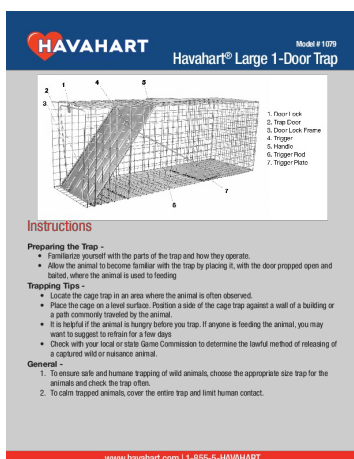 HAVAHART
Model # 1079
Havahart® Large 1-Door Trap
1
2
3
4
5
6
7
1. Door Lock
2. Trap Door
3. Door Lock Frame
4. Trigger
5. Handle
6. Trigger Rod
7. Trigger Plate
Instructions
Preparing the Trap -
• Familiarize yourself with the parts of the trap and how they operate.
• Allow the animal to become familiar with the trap by placing it, with the door propped open and
baited, where the animal is used to feeding
Trapping Tips -
• Locate the cage trap in an area where the animal is often observed.
• Place the cage on a level surface. Position a side of the cage trap against a wall of a building or
a path commonly traveled by the animal.
• It is helpful if the animal is hungry before you trap. If anyone is feeding the animal, you may
want to suggest to refrain for a few days
• Check with your local or state Game Commission to determine the lawful method of releasing of
a captured wild or nuisance animal.
General -
1. To ensure safe and humane trapping of wild animals, choose the appropriate size trap for the
animals and check the trap often.
2. To calm trapped animals, cover the entire trap and limit human contact.
www.havahart.com | 1-855-5-HAVAHART